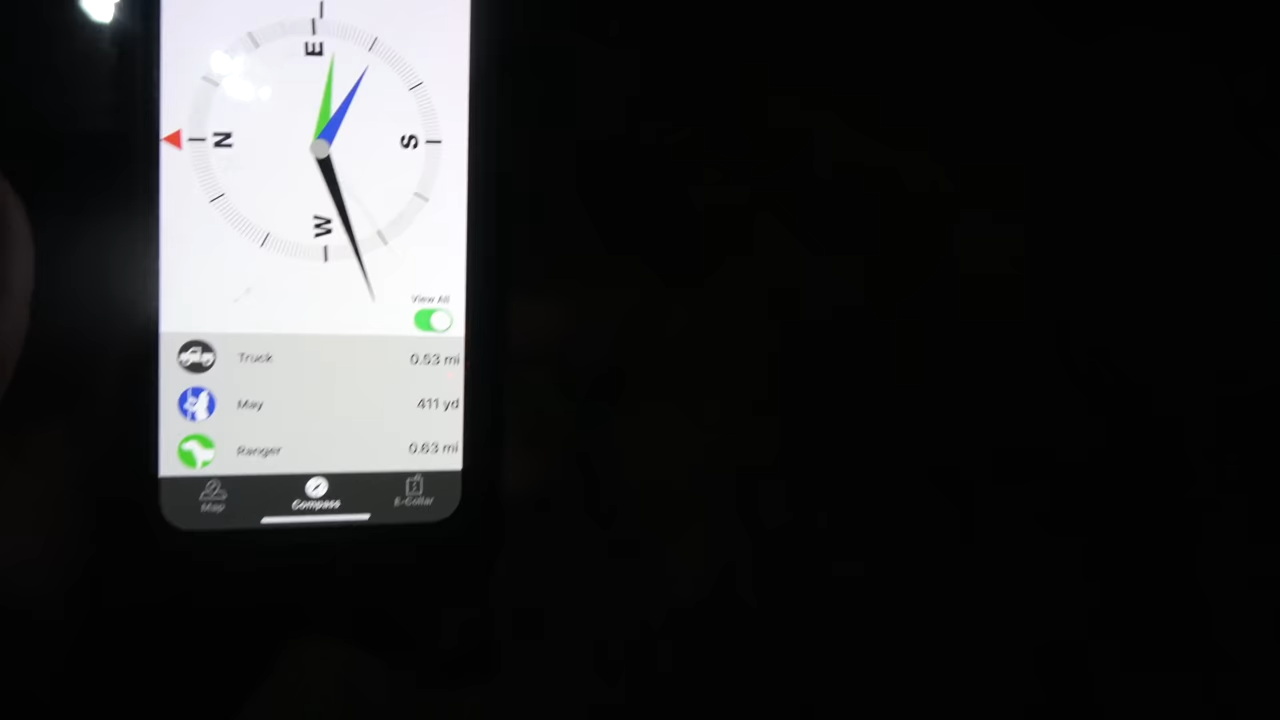 E
N
S
W
View All
Truck 0.53 mi
May 411 yd
Ranger 0.63 mi
Map Compass E-Collar